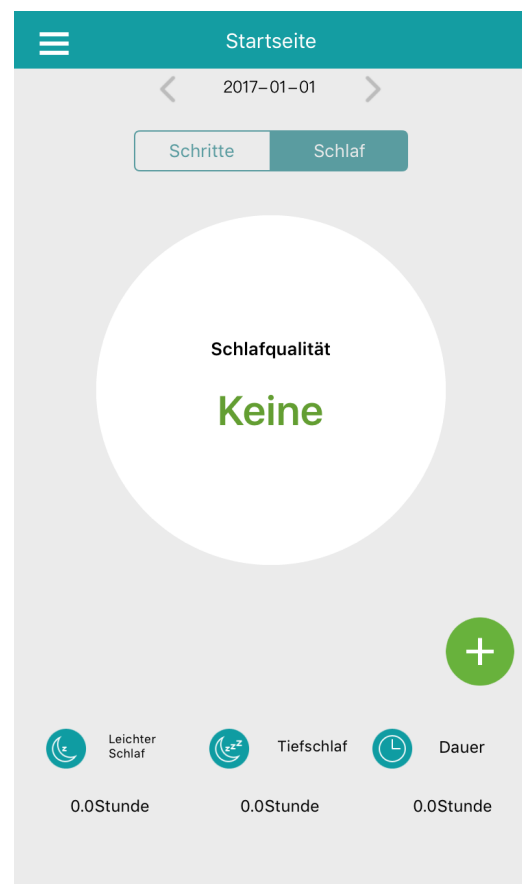 Startseite
2017-01-01
Schritte Schlaf
Schlafqualität
Keine
Leichter
Schlaf
Tiefschlaf
Dauer
0.0Stunde 0.0Stunde 0.0Stunde